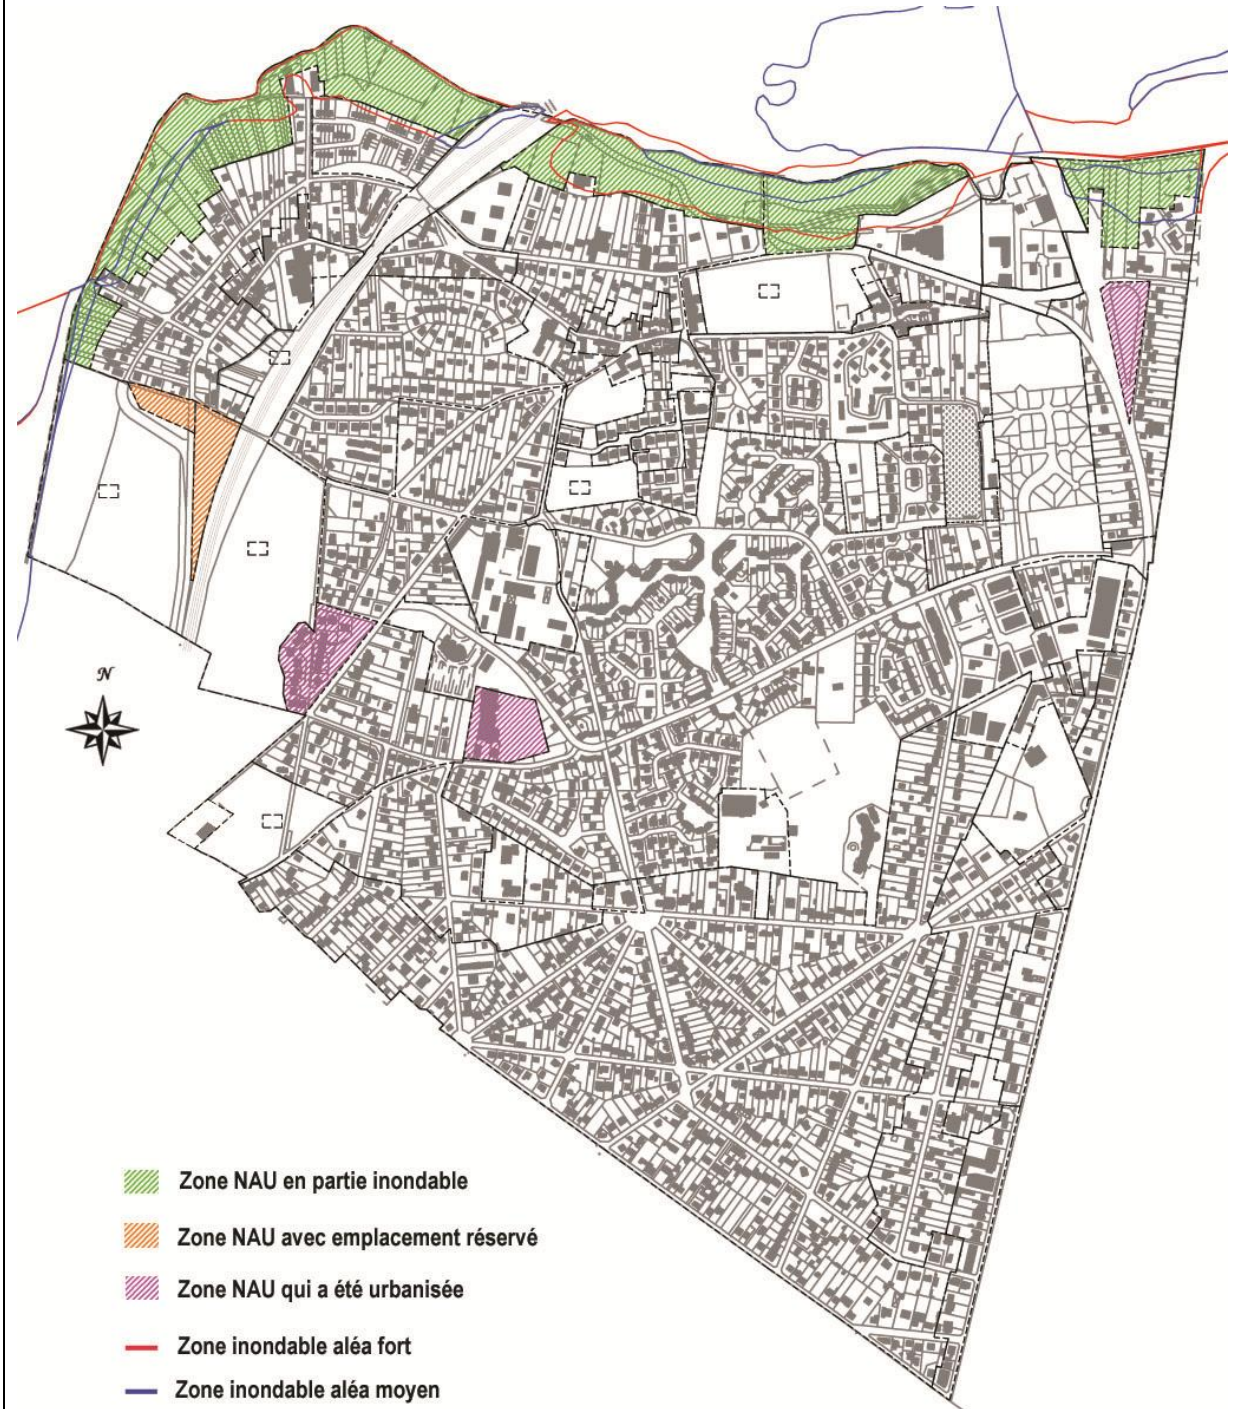 N
Zone NAU en partie inondable
Zone NAU avec emplacement réservé
Zone NAU qui a été urbanisée
Zone inondable aléa fort
Zone inondable aléa moyen